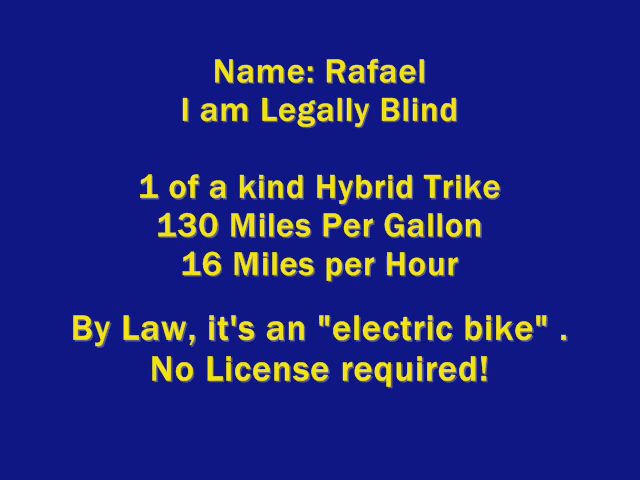 Name: Rafael
I am Legally Blind
1 of a kind Hybrid Trike
130 Miles Per Gallon
16 Miles per Hour
By Law, it's an "electric bike" .
No License required!